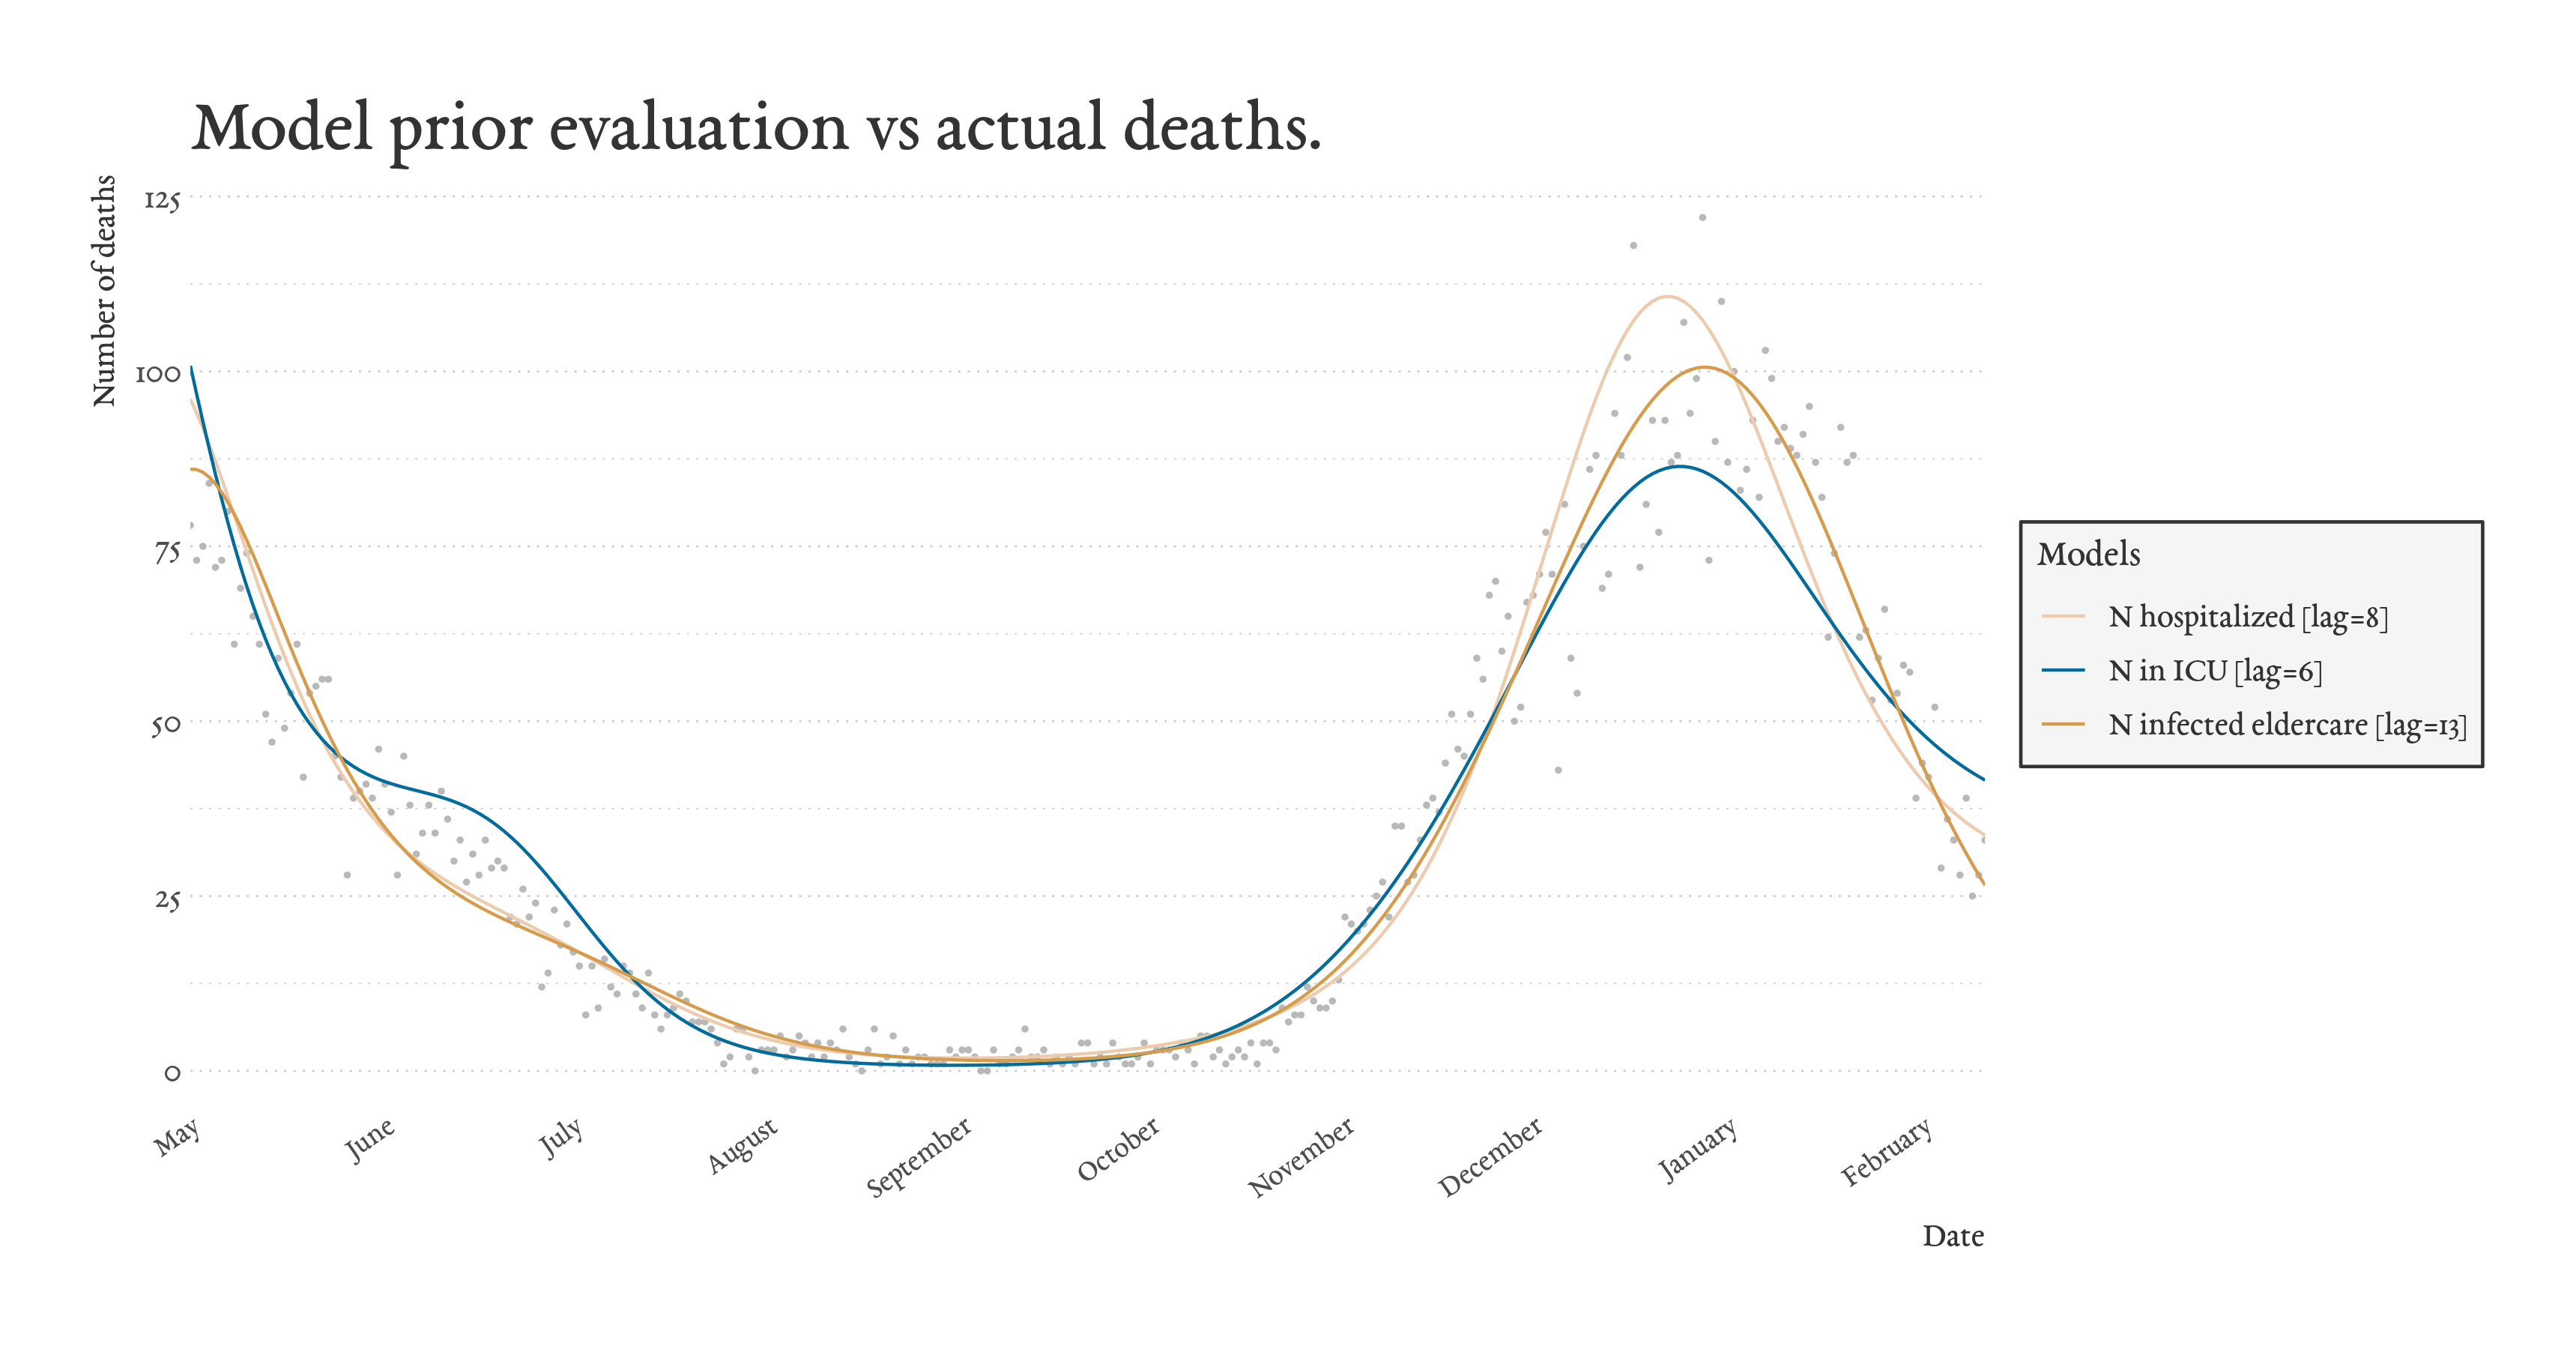 Model prior evaluation vs actual deaths.
Number of deaths
125
100
75
50
25
0
May
June
July
August
September
October
November
December
January
February
Date
Models
N hospitalized [lag=8]
N in ICU [lag=6]
N infected eldercare [lag=13]